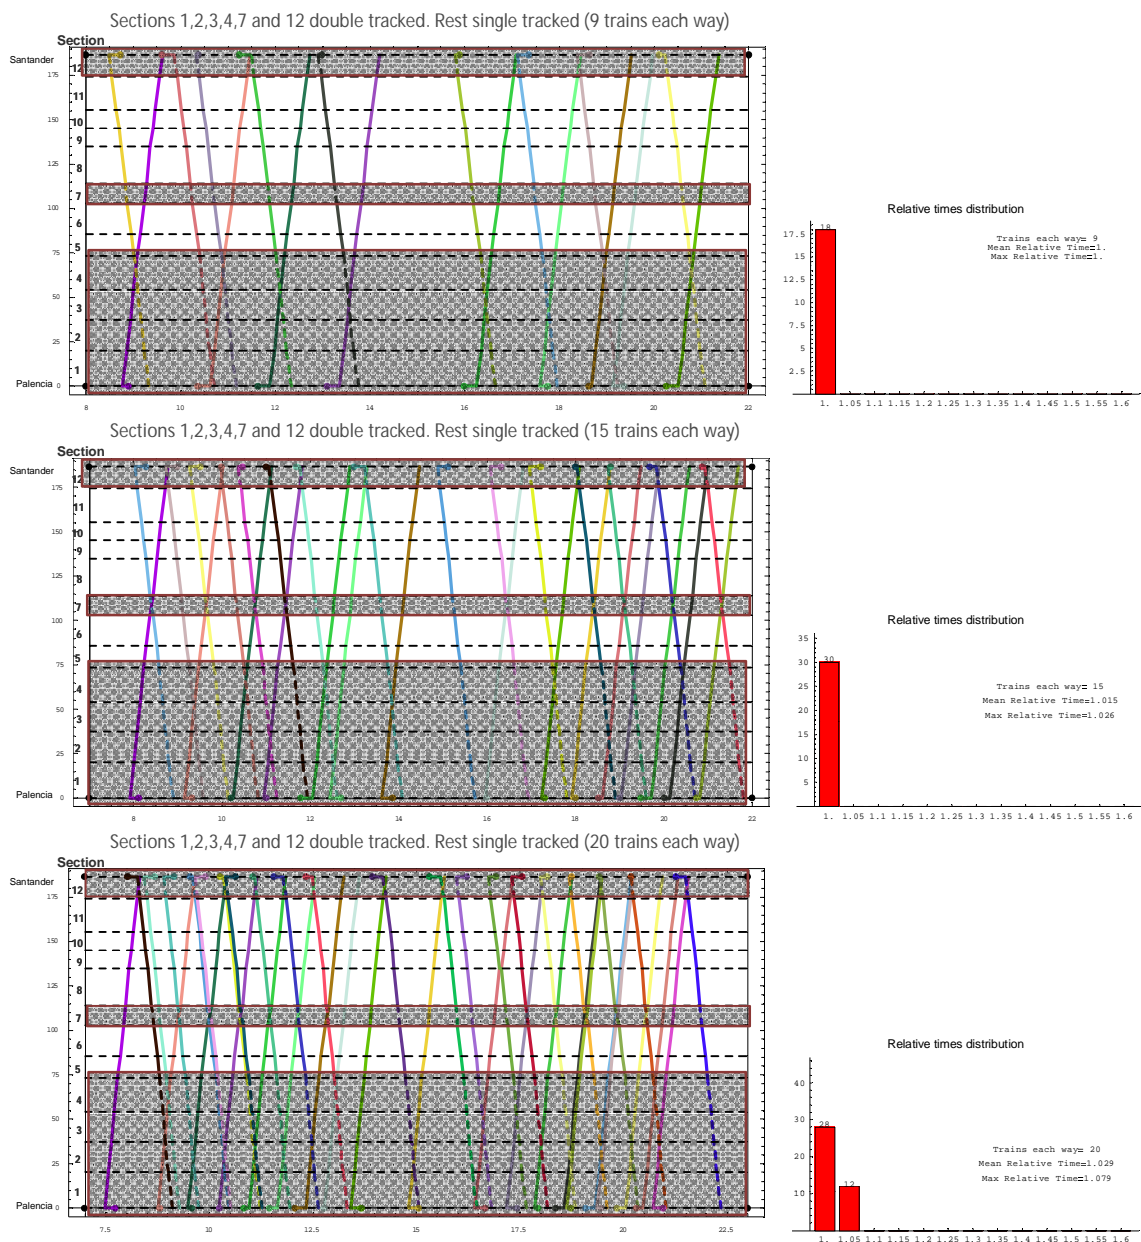 Sections 1,2,3,4,7 and 12 double tracked. Rest single tracked (9 trains each way)
Section
Santander
12
175
11
150
10
9
125
8
7
100
6
75
5
4
50
3
25
2
1
Palencia 0
8 10 12 14 16 18 20 22
Relative times distribution
18
17.5
15
12.5
10
7.5
5
2.5
Trains each way= 9
Mean Relative Time=1.
Max Relative Time=1.
1. 1.05 1.1 1.15 1.2 1.25 1.3 1.35 1.4 1.45 1.5 1.55 1.6
Sections 1,2,3,4,7 and 12 double tracked. Rest single tracked (15 trains each way)
Section
Santander
12
175
11
150
10
9
125
8
7
100
6
75
5
4
50
3
2
25
1
Palencia 0
8 10 12 14 16 18 20 22
Relative times distribution
35
30
30
25
20
15
10
5
Trains each way= 15
Mean Relative Time=1.015
Max Relative Time=1.026
1. 1.05 1.1 1.15 1.2 1.25 1.3 1.35 1.4 1.45 1.5 1.55 1.6
Sections 1,2,3,4,7 and 12 double tracked. Rest single tracked (20 trains each way)
Section
Santander
12
175
11
150
10
9
125
8
7
100
6
75
5
4
50
3
25
2
1
Palencia 0
7.5 10 12.5 15 17.5 20 22.5
Relative times distribution
40
30
28
20
12
10
Trains each way= 20
Mean Relative Time=1.029
Max Relative Time=1.079
1. 1.05 1.1 1.15 1.2 1.25 1.3 1.35 1.4 1.45 1.5 1.55 1.6